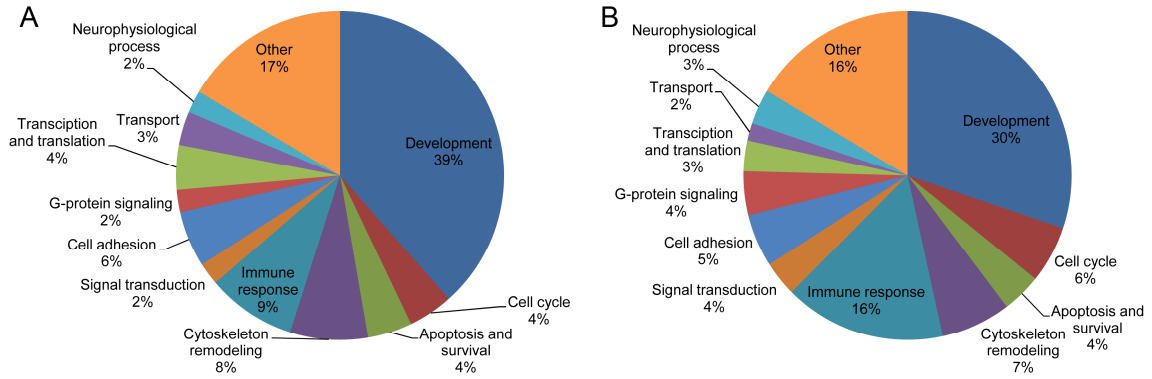 A
Neurophysiological
process
2%
Other
17%
Development
39%
Transport
3%
Transciption
and translation
4%
G-protein signaling
2%
Cell adhesion
6%
Signal transduction
2%
Immune
response
9%
Cytoskeleton
remodeling
8%
Apoptosis and
survival
4%
Cell cycle
4%
B
Neurophysiological
process
3%
Other
16%
Development
30%
Transport
2%
Transciption
and translation
3%
G-protein signaling
4%
Cell adhesion
5%
Signal transduction
4%
Immune response
16%
Cytoskeleton
remodeling
7%
Apoptosis and
survival
4%
Cell cycle
6%